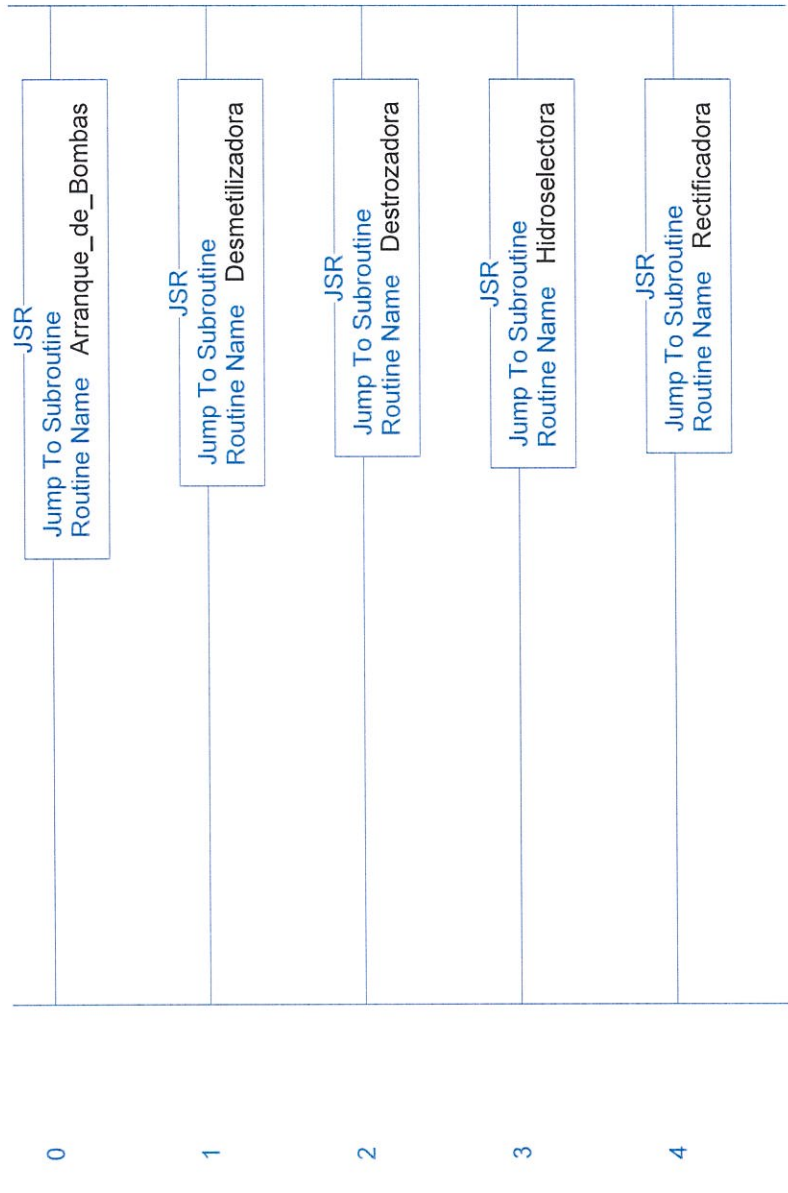 0
JSR
Jump To Subroutine
Routine Name Arranque_de_Bombas
1
JSR
Jump To Subroutine
Routine Name Desmetilizadora
2
JSR
Jump To Subroutine
Routine Name Destrozadora
3
JSR
Jump To Subroutine
Routine Name Hidroselectora
4
JSR
Jump To Subroutine
Routine Name Rectificadora